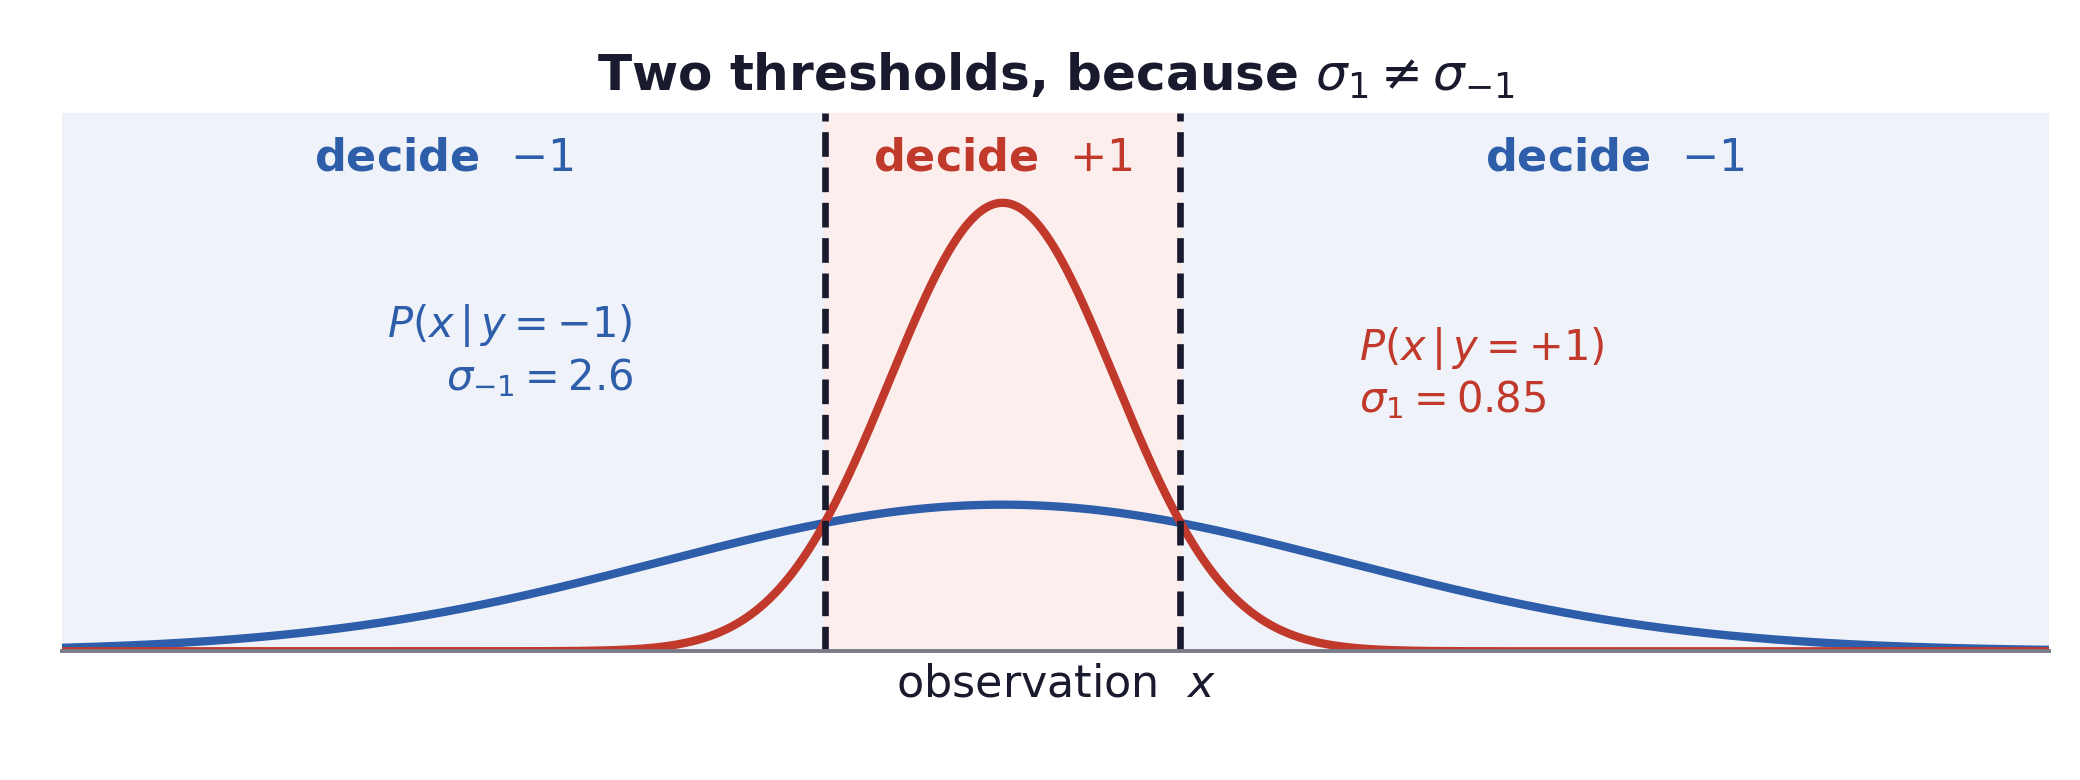 Two thresholds, because σ₁ ≠ σ₋₁
decide −1
decide +1
decide −1
P(x | y = −1)
σ₋₁ = 2.6
P(x | y = +1)
σ₁ = 0.85
observation x